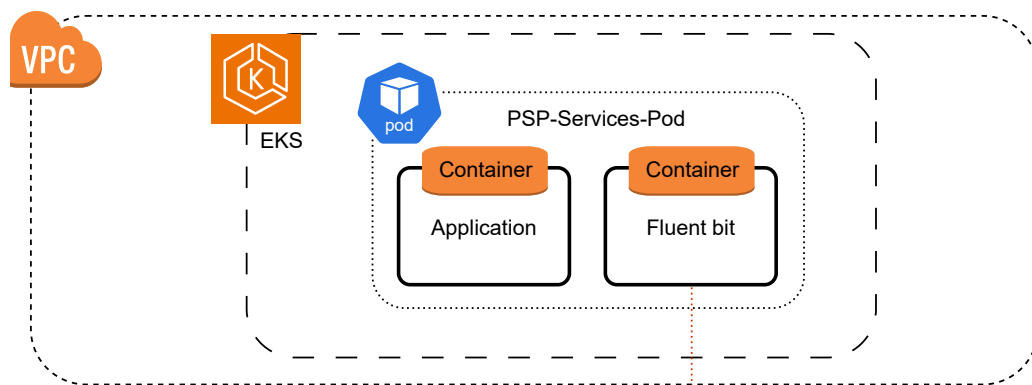 VPC
K
EKS
pod
PSP-Services-Pod
Container
Application
Container
Fluent bit